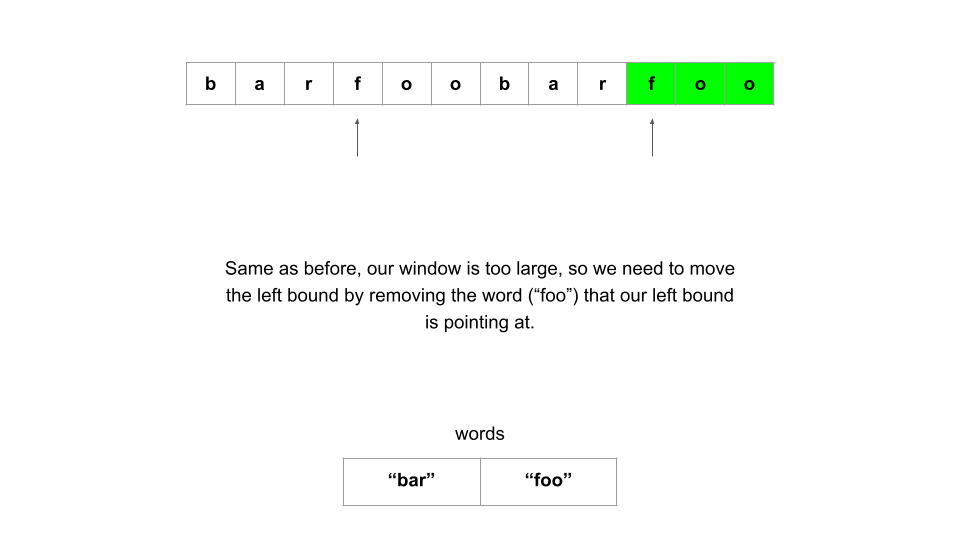 b a r f o o b a r f o o
Same as before, our window is too large, so we need to move
the left bound by removing the word (“foo”) that our left bound
is pointing at.
words
“bar” “foo”